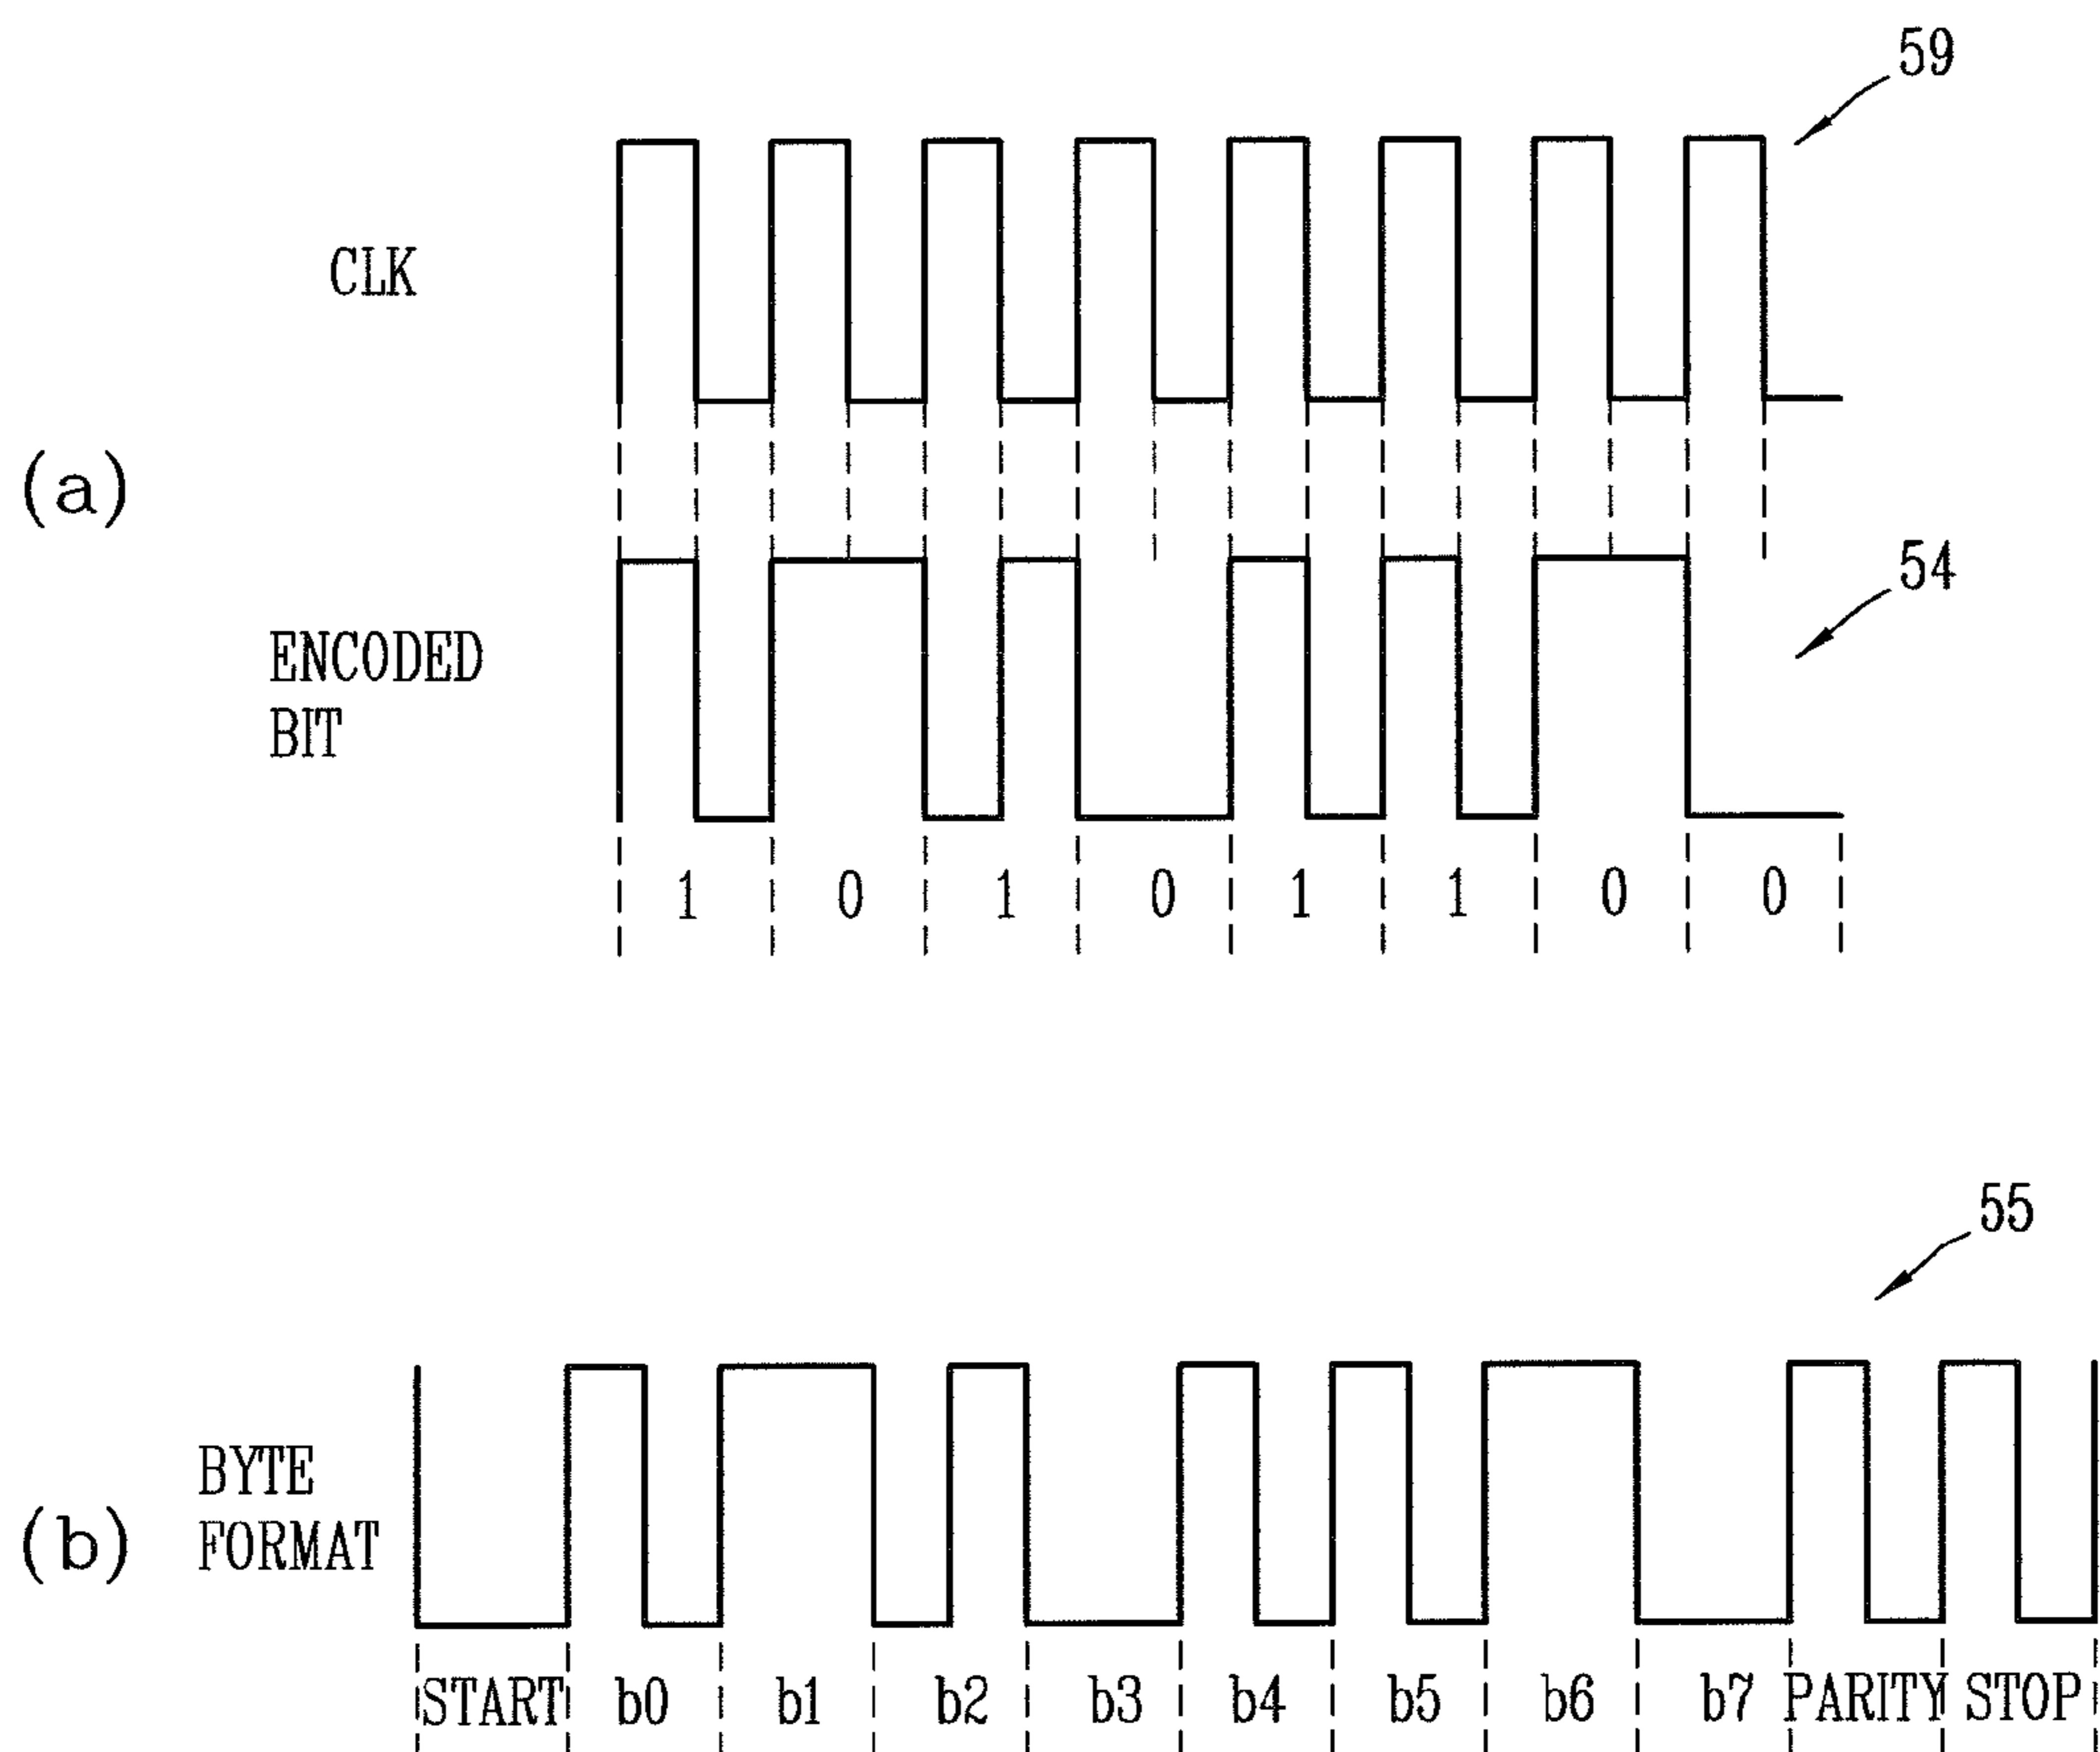 59
CLK
(a)
54
ENCODED
BIT
1 0 1 0 1 1 0 0
55
BYTE
FORMAT
(b)
START b0 b1 b2 b3 b4 b5 b6 b7 PARITY STOP